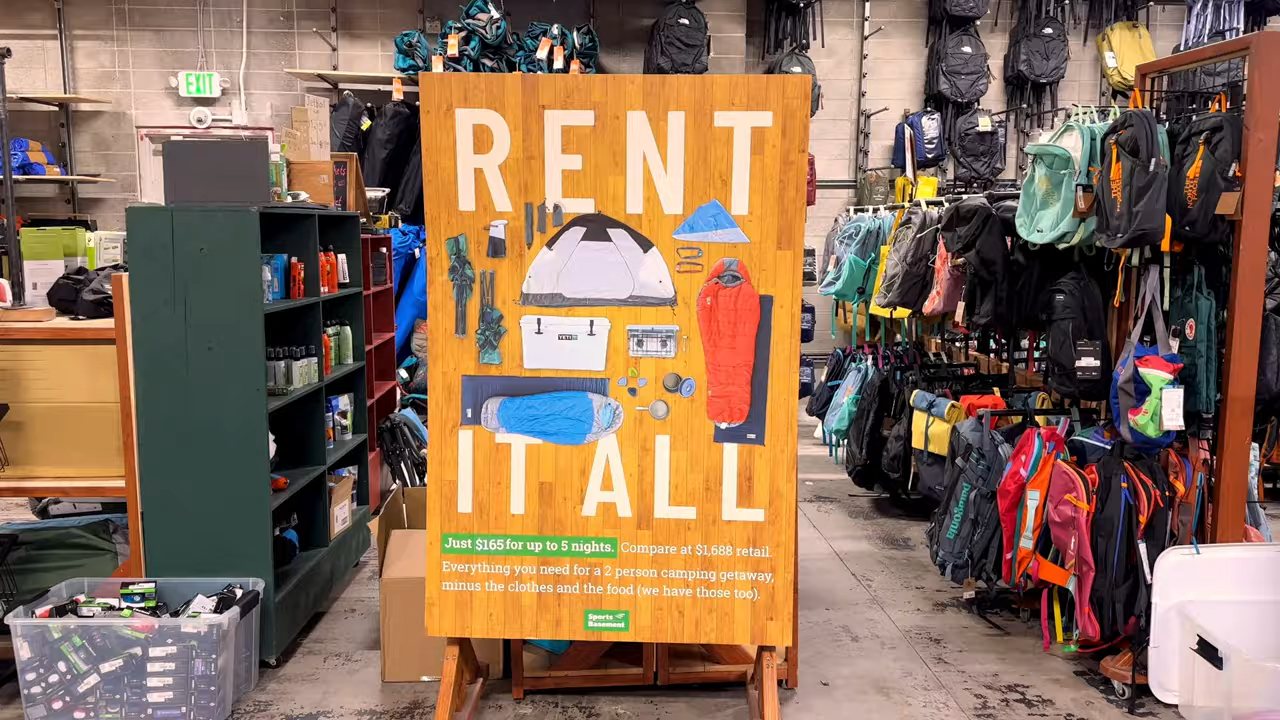 EXIT
RENT
YETI
IT ALL
Just $165 for up to 5 nights. Compare at $1,688 retail.
Everything you need for a 2 person camping getaway,
minus the clothes and the food (we have those too).
Sports
Basement
patagonia